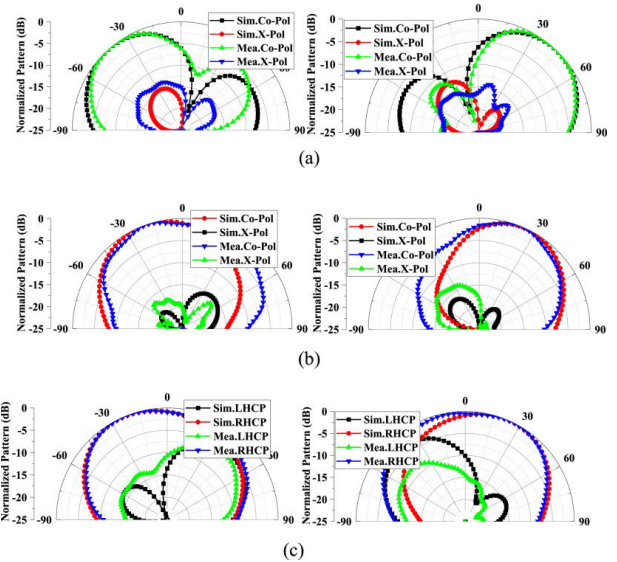 0
-30
-60
-90
90
0
-5
-10
-15
-20
-25
Normalized Pattern (dB)
Sim.Co-Pol
Sim.X-Pol
Mea.Co-Pol
Mea.X-Pol
0
30
60
90
-90
0
-5
-10
-15
-20
-25
Normalized Pattern (dB)
Sim.Co-Pol
Sim.X-Pol
Mea.Co-Pol
Mea.X-Pol
(a)
0
-30
-60
-90
60
90
0
-5
-10
-15
-20
-25
Normalized Pattern (dB)
Sim.Co-Pol
Sim.X-Pol
Mea.Co-Pol
Mea.X-Pol
0
30
60
90
-90
0
-5
-10
-15
-20
-25
Normalized Pattern (dB)
Sim.Co-Pol
Sim.X-Pol
Mea.Co-Pol
Mea.X-Pol
(b)
0
-30
-60
-90
60
90
0
-5
-10
-15
-20
-25
Normalized Pattern (dB)
Sim.LHCP
Sim.RHCP
Mea.LHCP
Mea.RHCP
0
30
60
90
-90
0
-5
-10
-15
-20
-25
Normalized Pattern (dB)
Sim.LHCP
Sim.RHCP
Mea.LHCP
Mea.RHCP
(c)